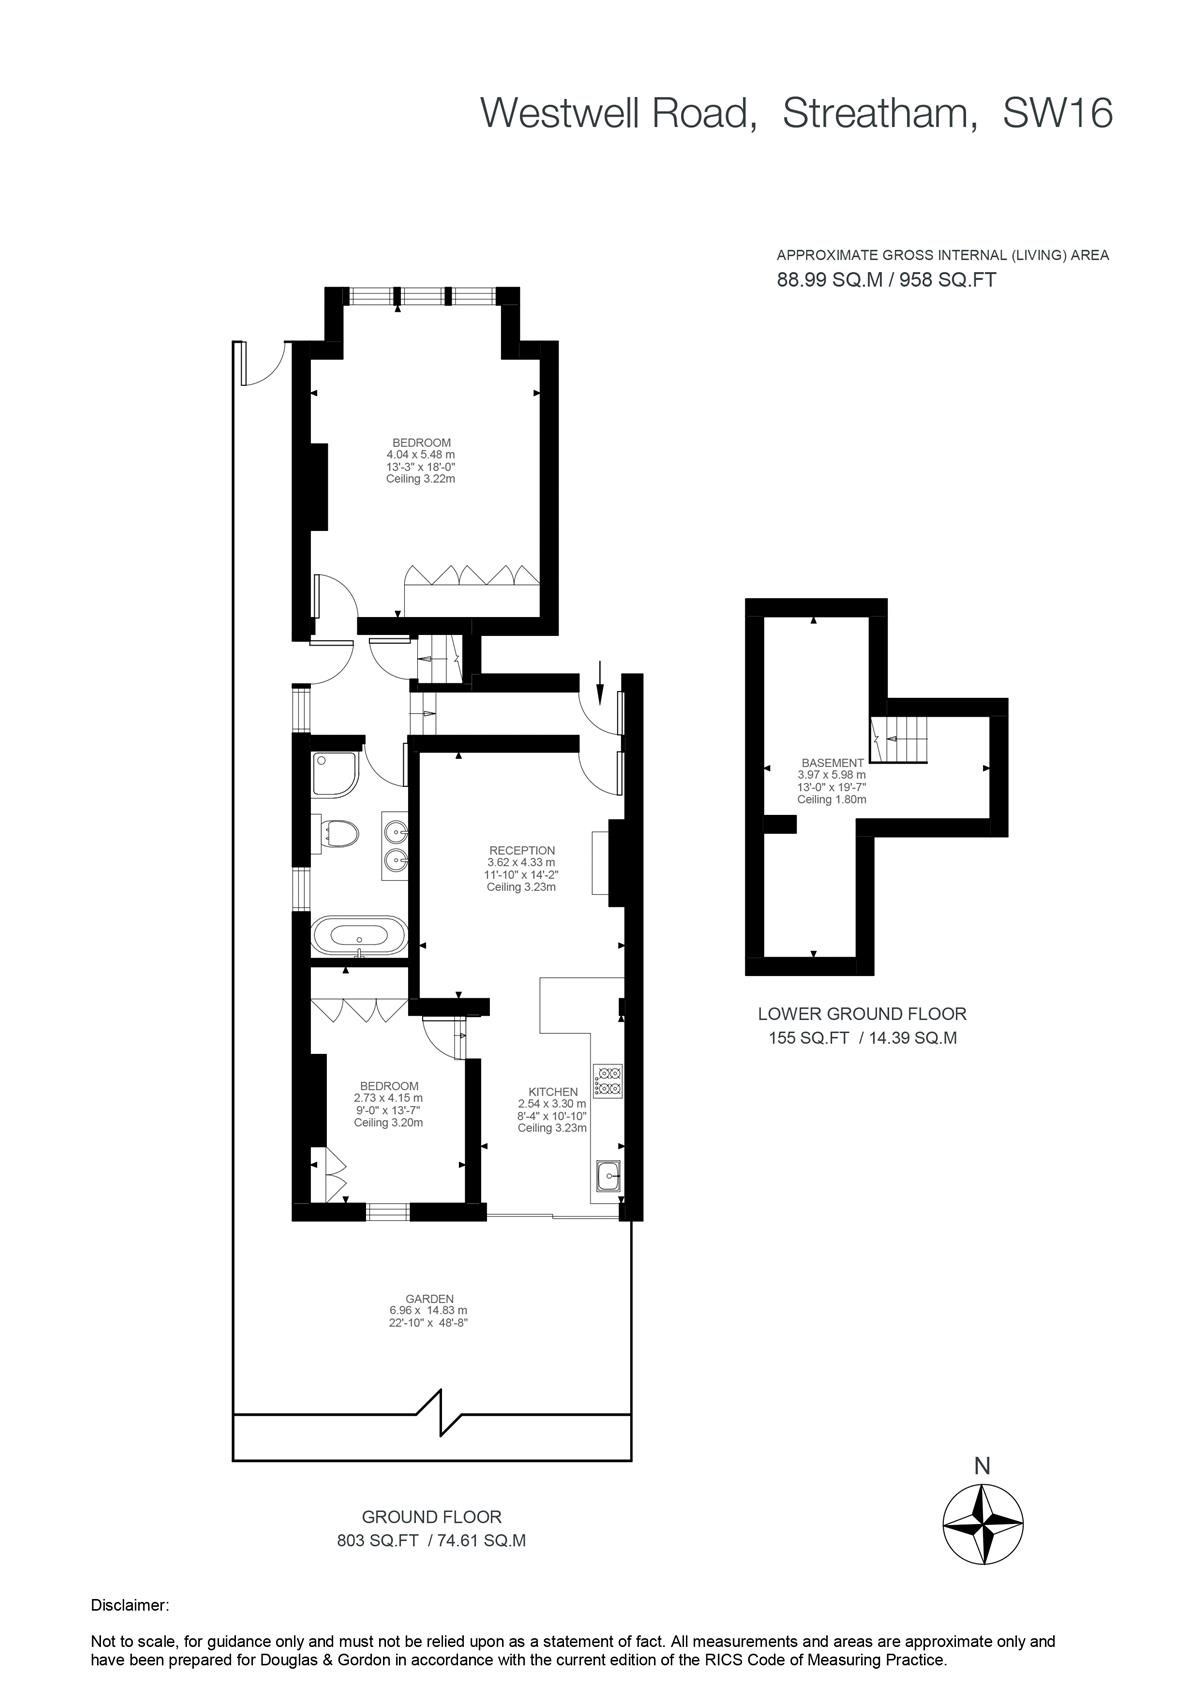 Westwell Road, Streatham, SW16
APPROXIMATE GROSS INTERNAL (LIVING) AREA
88.99 SQ.M / 958 SQ.FT
BEDROOM
4.04 x 5.48 m
13'-3" x 18'-0"
Ceiling 3.22m
BASEMENT
3.97 x 5.98 m
13'-0" x 19'-7"
Ceiling 1.80m
RECEPTION
3.62 x 4.33 m
11'-10" x 14'-2"
Ceiling 3.23m
LOWER GROUND FLOOR
155 SQ.FT / 14.39 SQ.M
BEDROOM
2.73 x 4.15 m
9'-0" x 13'-7"
Ceiling 3.20m
KITCHEN
2.54 x 3.30 m
8'-4" x 10'-10"
Ceiling 3.23m
GARDEN
6.96 x 14.83 m
22'-10" x 48'-8"
N
GROUND FLOOR
803 SQ.FT / 74.61 SQ.M
Disclaimer:
Not to scale, for guidance only and must not be relied upon as a statement of fact. All measurements and areas are approximate only and
have been prepared for Douglas & Gordon in accordance with the current edition of the RICS Code of Measuring Practice.